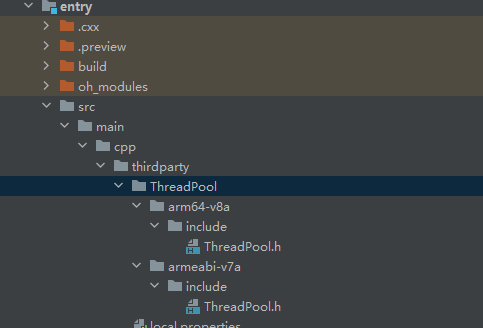 entry
.cxx
.preview
build
oh_modules
src
main
cpp
thirdparty
ThreadPool
arm64-v8a
include
ThreadPool.h
armeabi-v7a
include
ThreadPool.h
local.properties